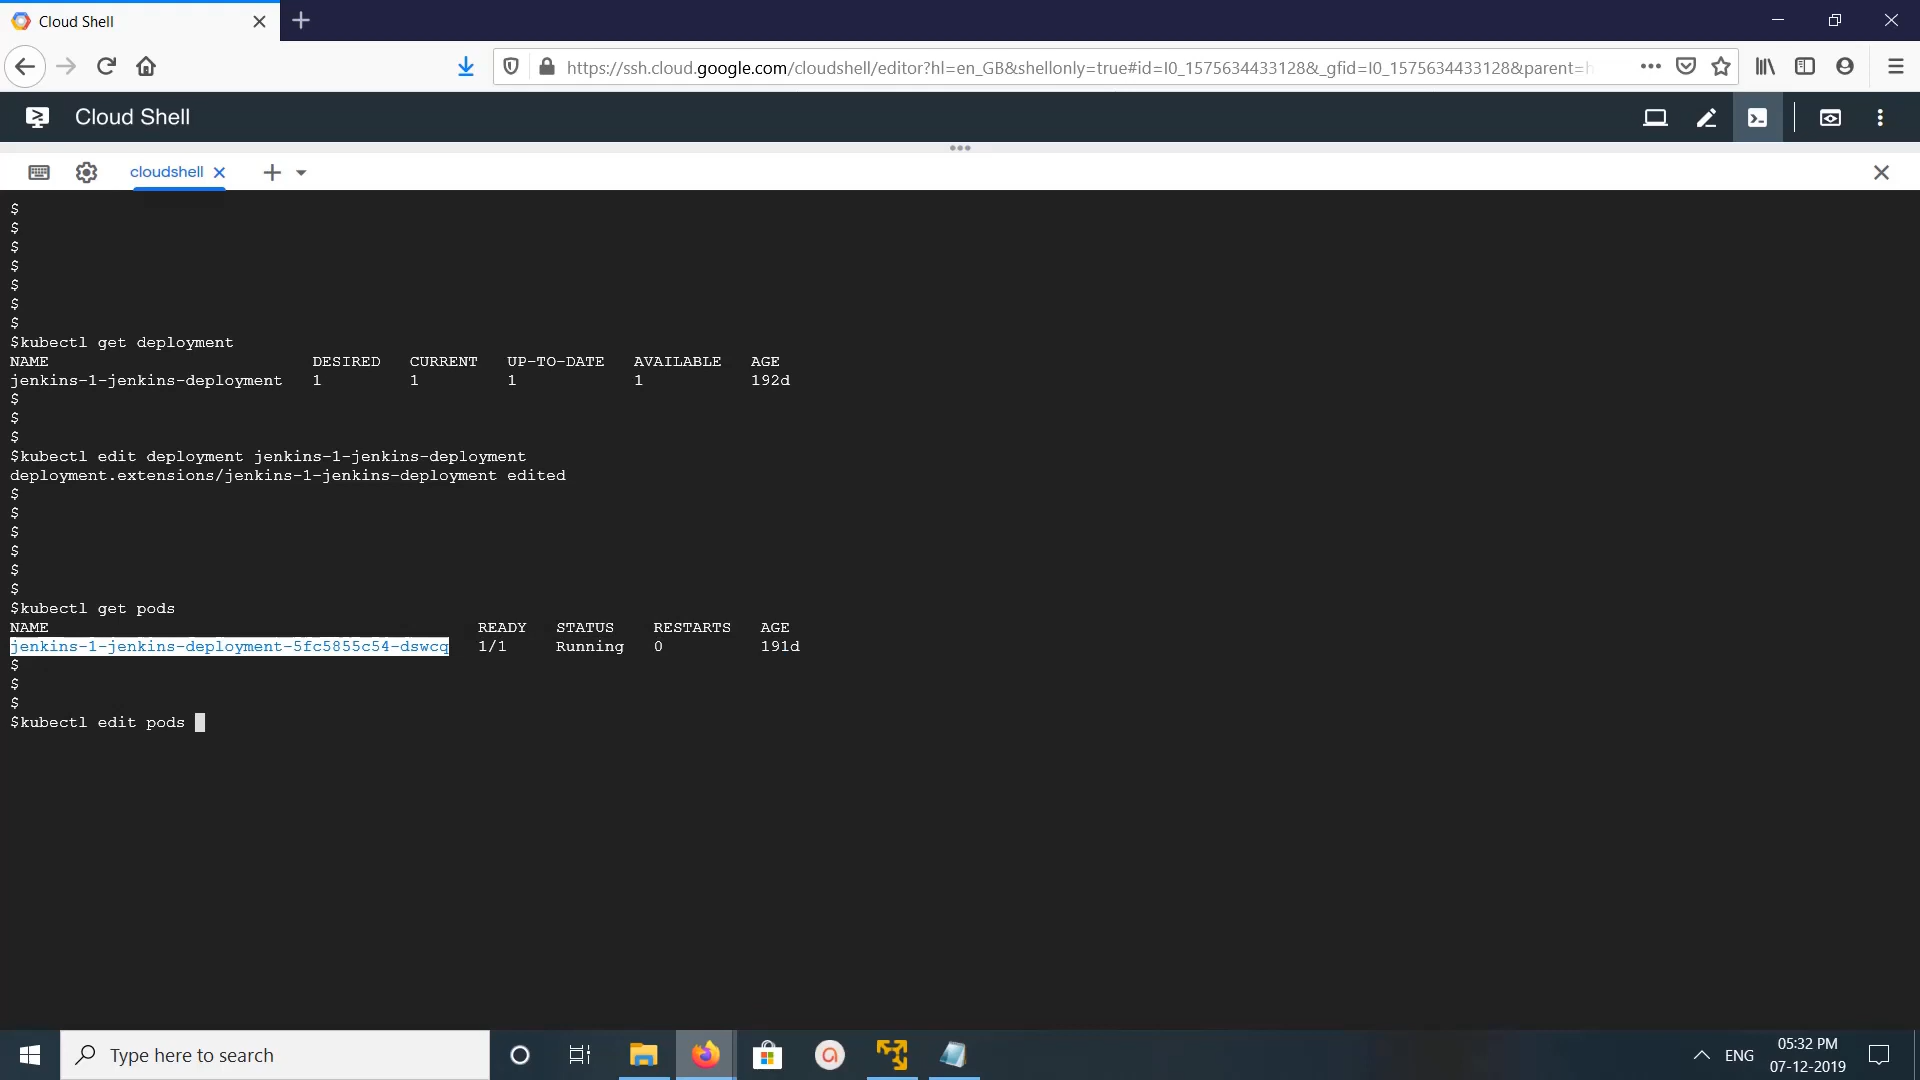 Cloud Shell
https://ssh.cloud.google.com/cloudshell/editor?hl=en_GB&shellonly=true#id=I0_1575634433128&_gfid=I0_1575634433128&parent=h
Cloud Shell
cloudshell
$
$
$
$
$
$
$
$kubectl get deployment
NAME DESIRED CURRENT UP-TO-DATE AVAILABLE AGE
jenkins-1-jenkins-deployment 1 1 1 1 192d
$
$
$
$kubectl edit deployment jenkins-1-jenkins-deployment
deployment.extensions/jenkins-1-jenkins-deployment edited
$
$
$
$
$
$
$kubectl get pods
NAME READY STATUS RESTARTS AGE
jenkins-1-jenkins-deployment-5fc5855c54-dswcq 1/1 Running 0 191d
$
$
$
$kubectl edit pods
Type here to search
ENG
05:32 PM
07-12-2019